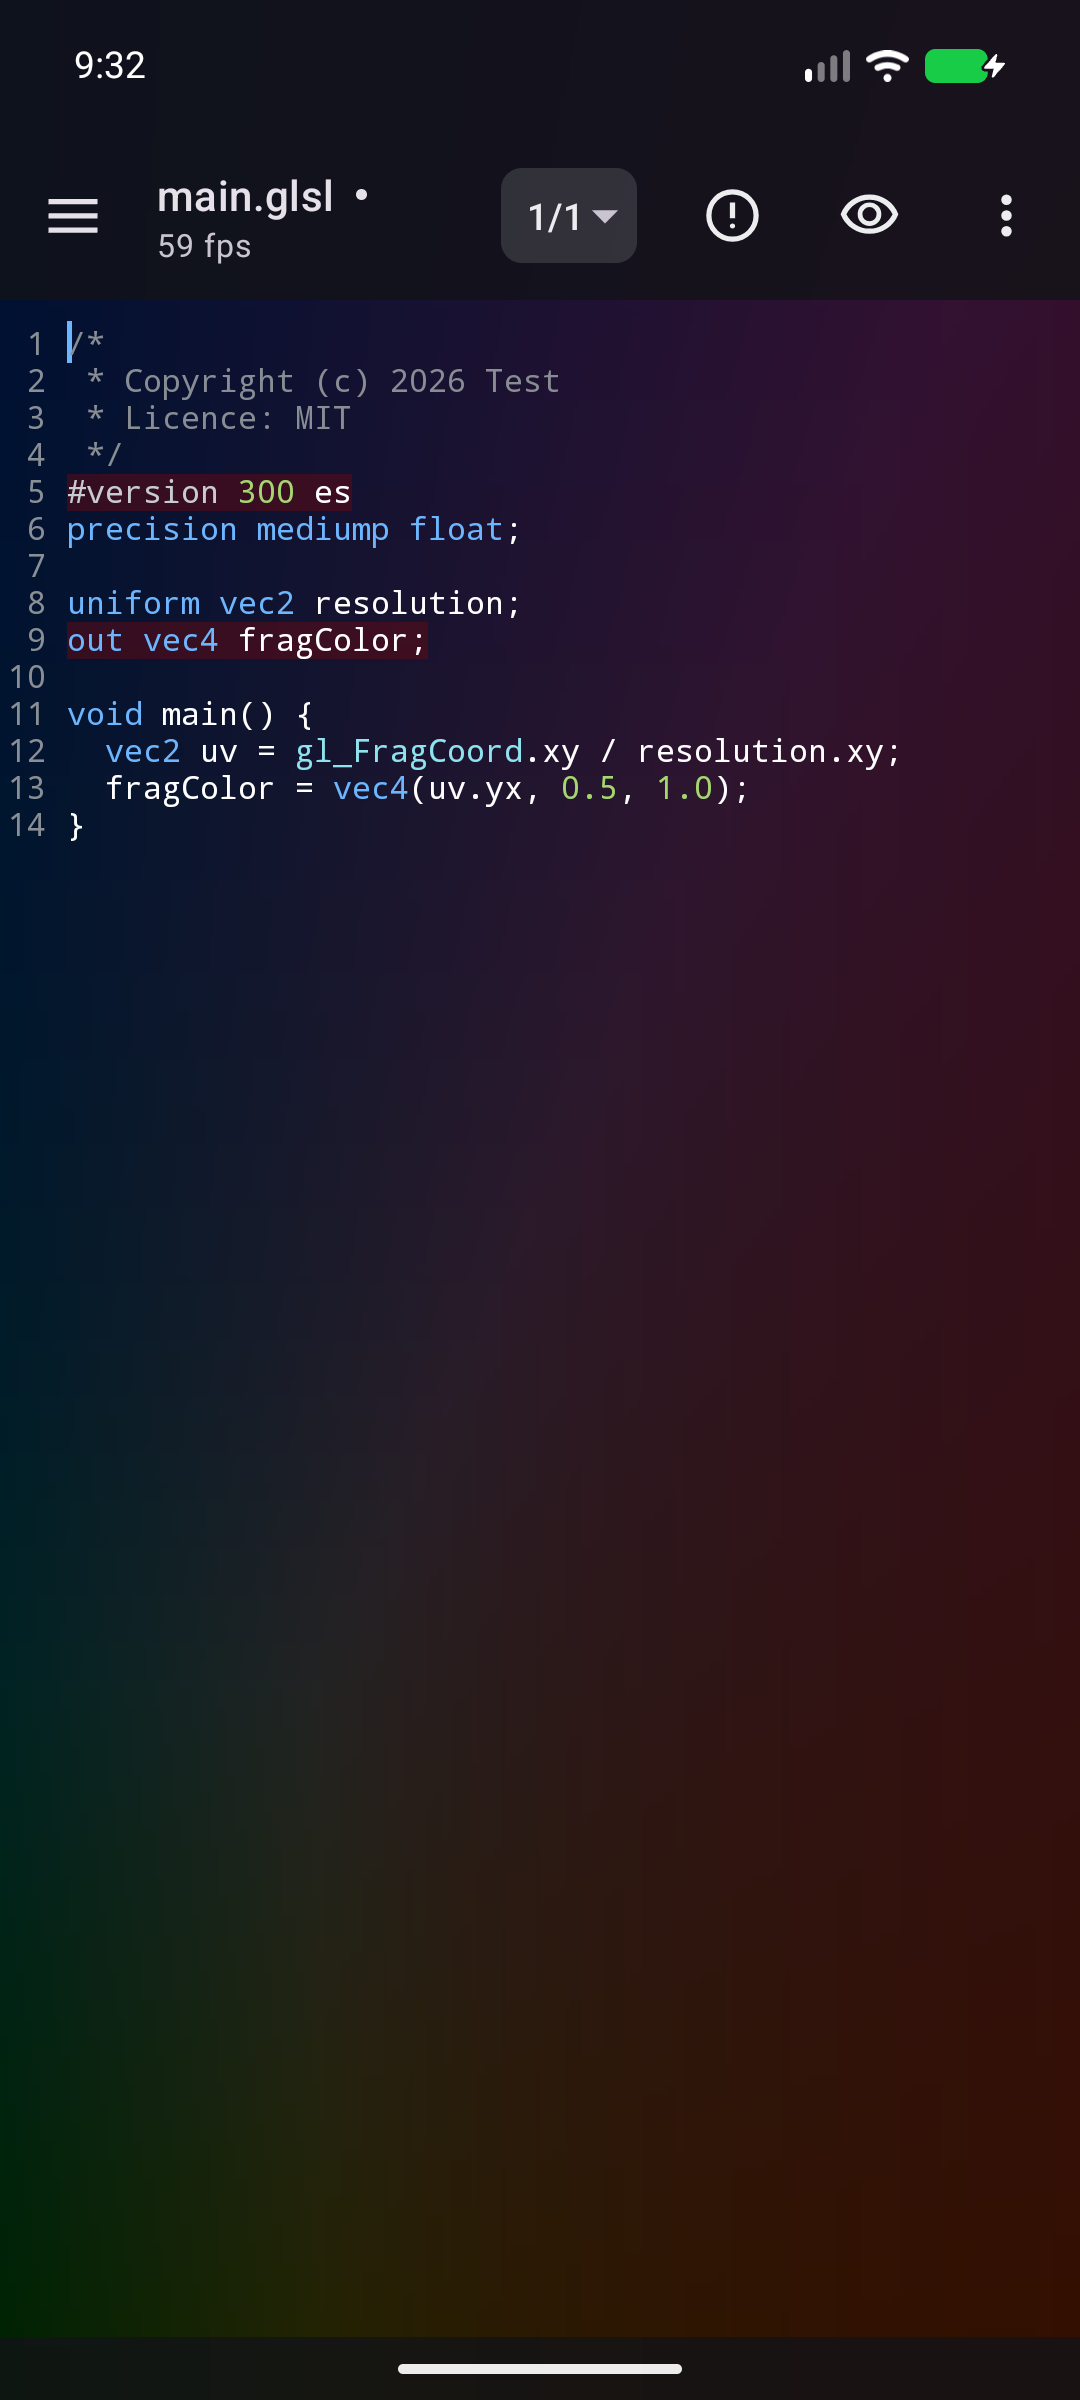 9:32
main.glsl •
59 fps
1/1
1 /*
2  * Copyright (c) 2026 Test
3  * Licence: MIT
4  */
5 #version 300 es
6 precision mediump float;
7
8 uniform vec2 resolution;
9 out vec4 fragColor;
10
11 void main() {
12   vec2 uv = gl_FragCoord.xy / resolution.xy;
13   fragColor = vec4(uv.yx, 0.5, 1.0);
14 }